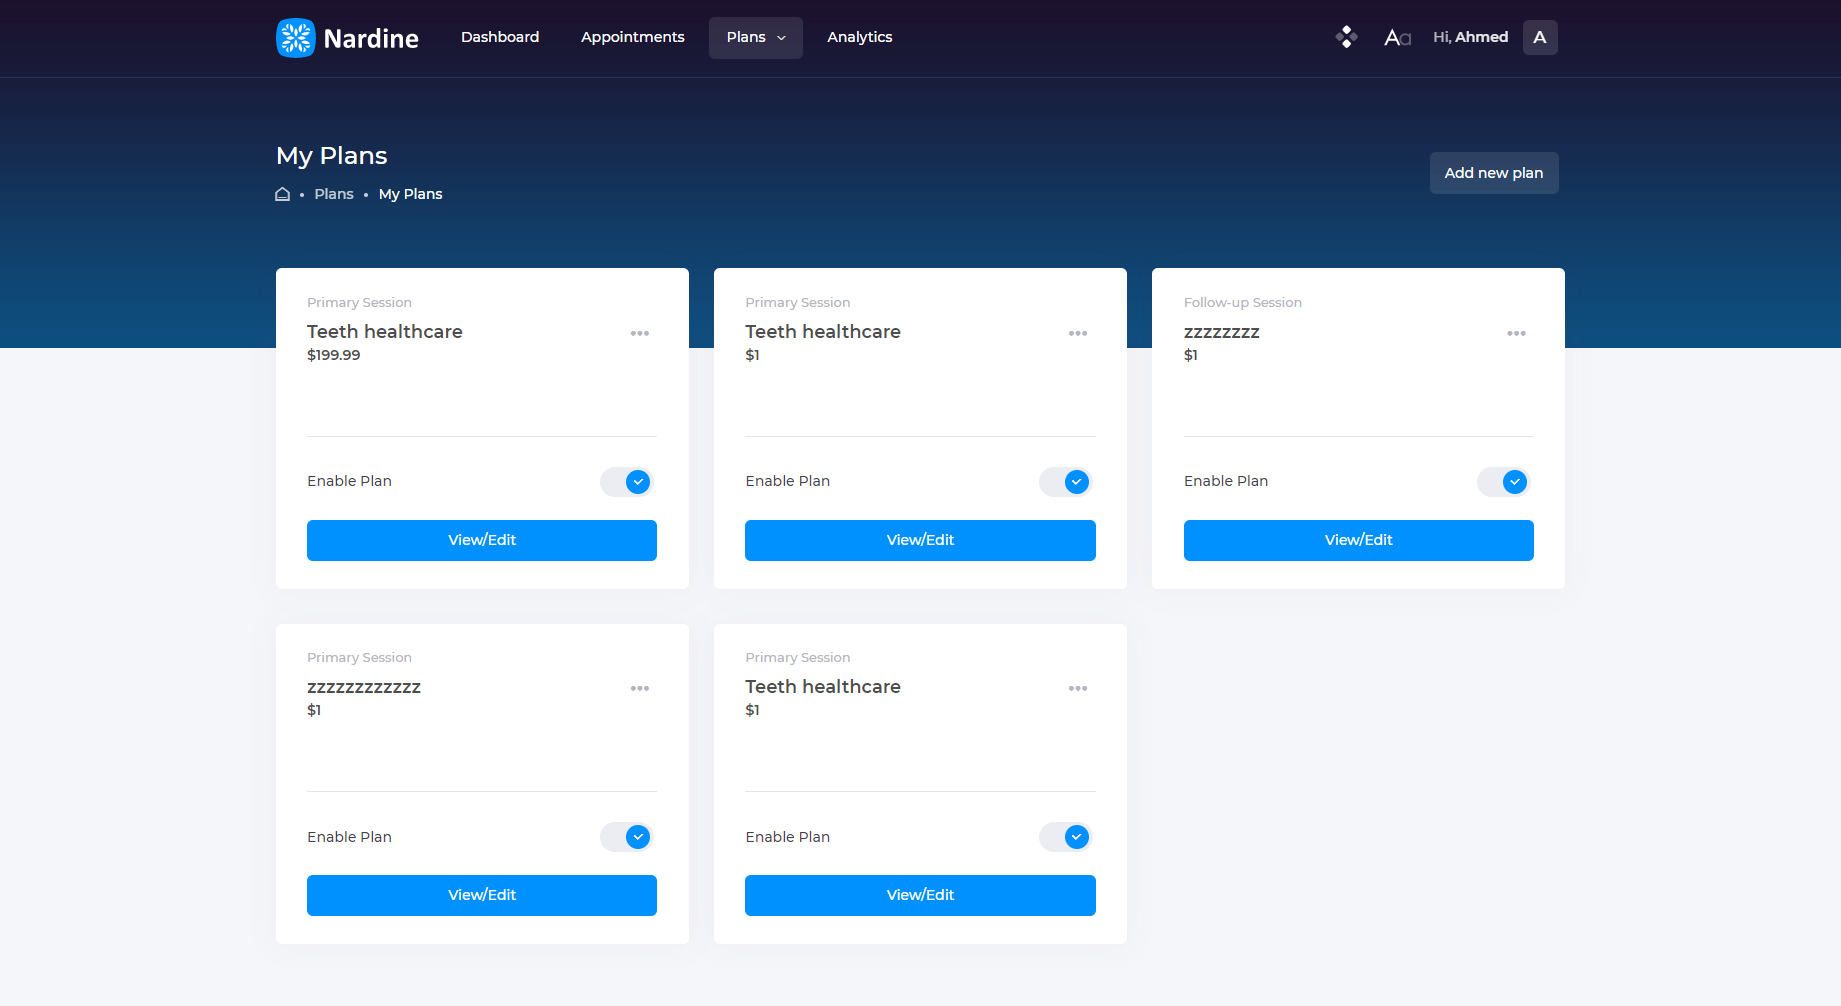 Nardine
Dashboard
Appointments
Plans
Analytics
Aa
Hi, Ahmed
A
My Plans
Plans • My Plans
Add new plan
Primary Session
Teeth healthcare
$199.99
Enable Plan
View/Edit
Primary Session
Teeth healthcare
$1
Enable Plan
View/Edit
Follow-up Session
zzzzzzzz
$1
Enable Plan
View/Edit
Primary Session
zzzzzzzzzzzz
$1
Enable Plan
View/Edit
Primary Session
Teeth healthcare
$1
Enable Plan
View/Edit